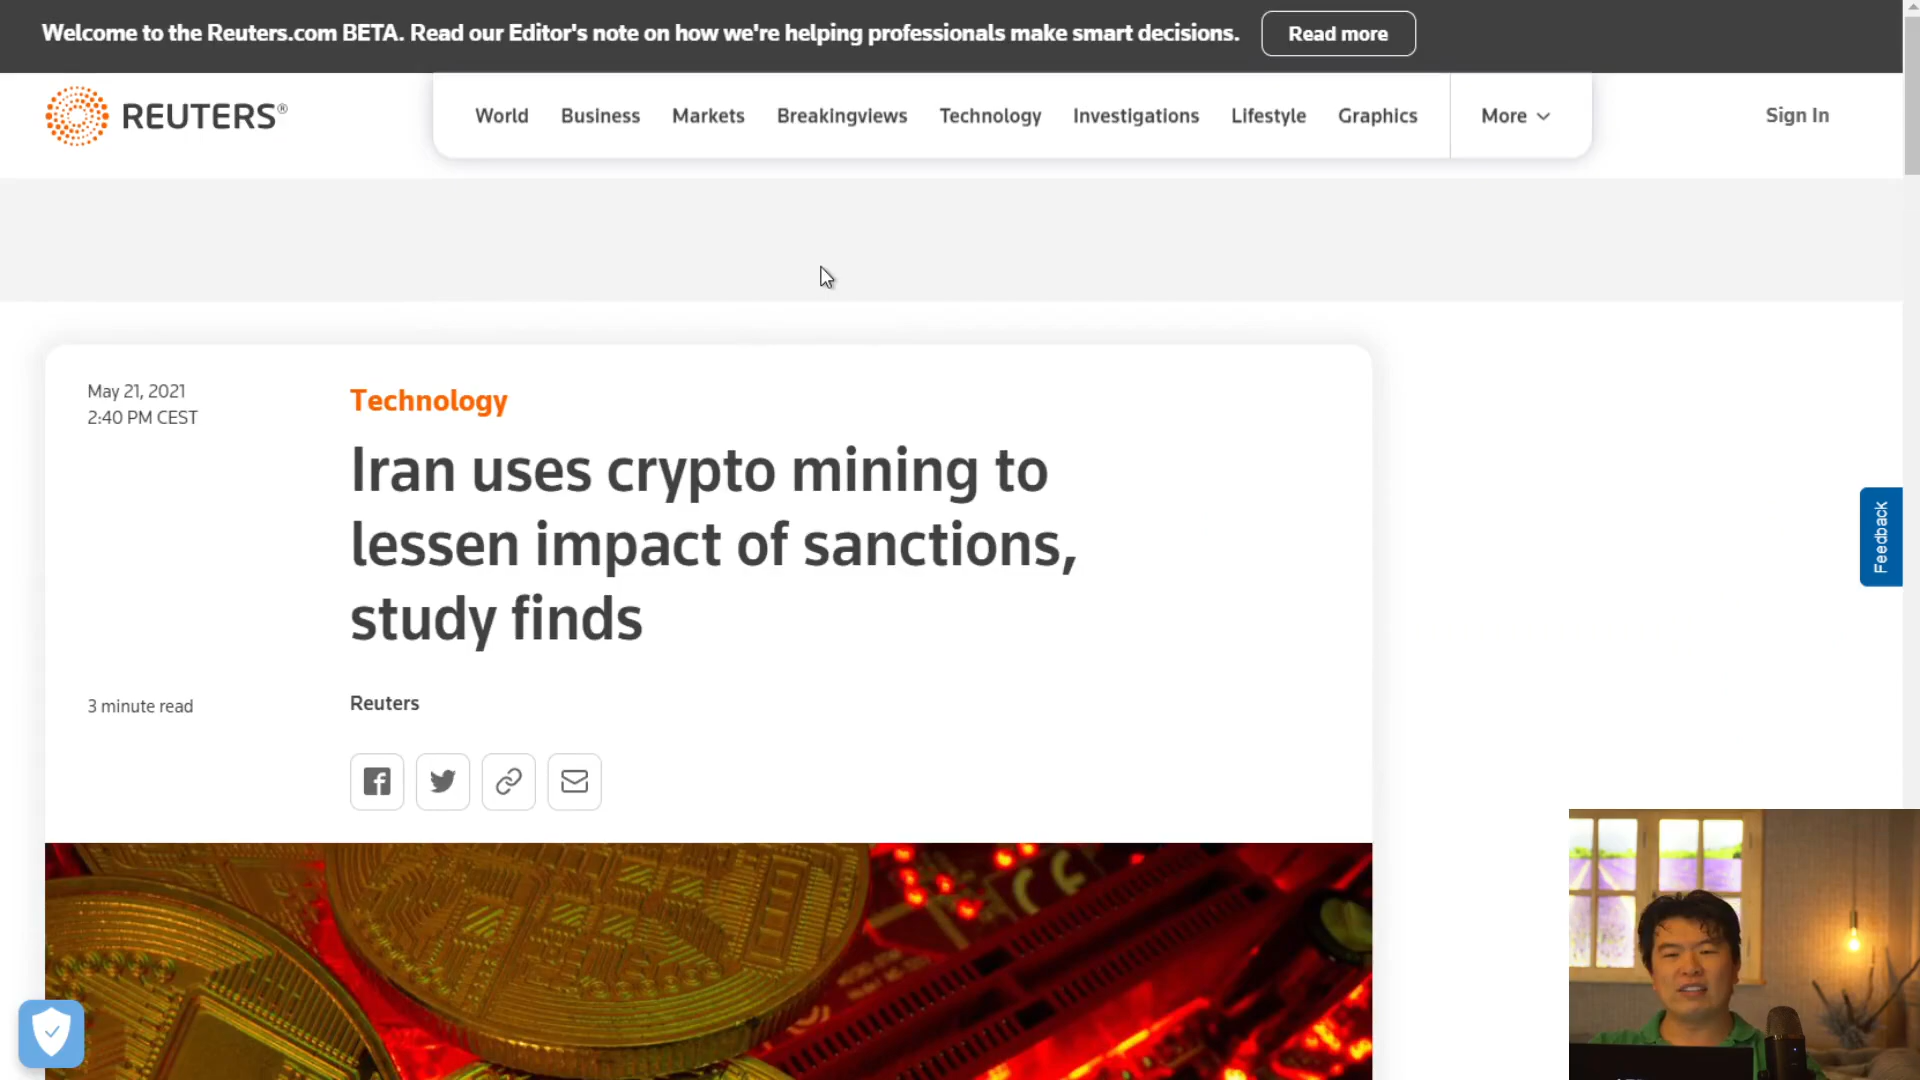 Welcome to the Reuters.com BETA. Read our Editor's note on how we're helping professionals make smart decisions.
Read more
REUTERS®
World
Business
Markets
Breakingviews
Technology
Investigations
Lifestyle
Graphics
More
Sign In
May 21, 2021
2:40 PM CEST
Technology
Iran uses crypto mining to
lessen impact of sanctions,
study finds
3 minute read
Reuters
Feedback